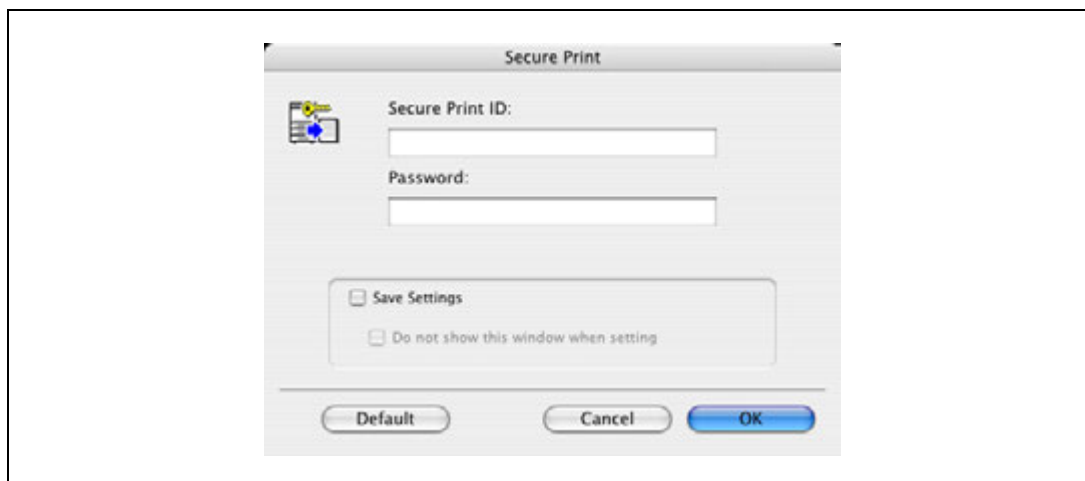 Secure Print
Secure Print ID:
Password:
Save Settings
Do not show this window when setting
Default
Cancel
OK